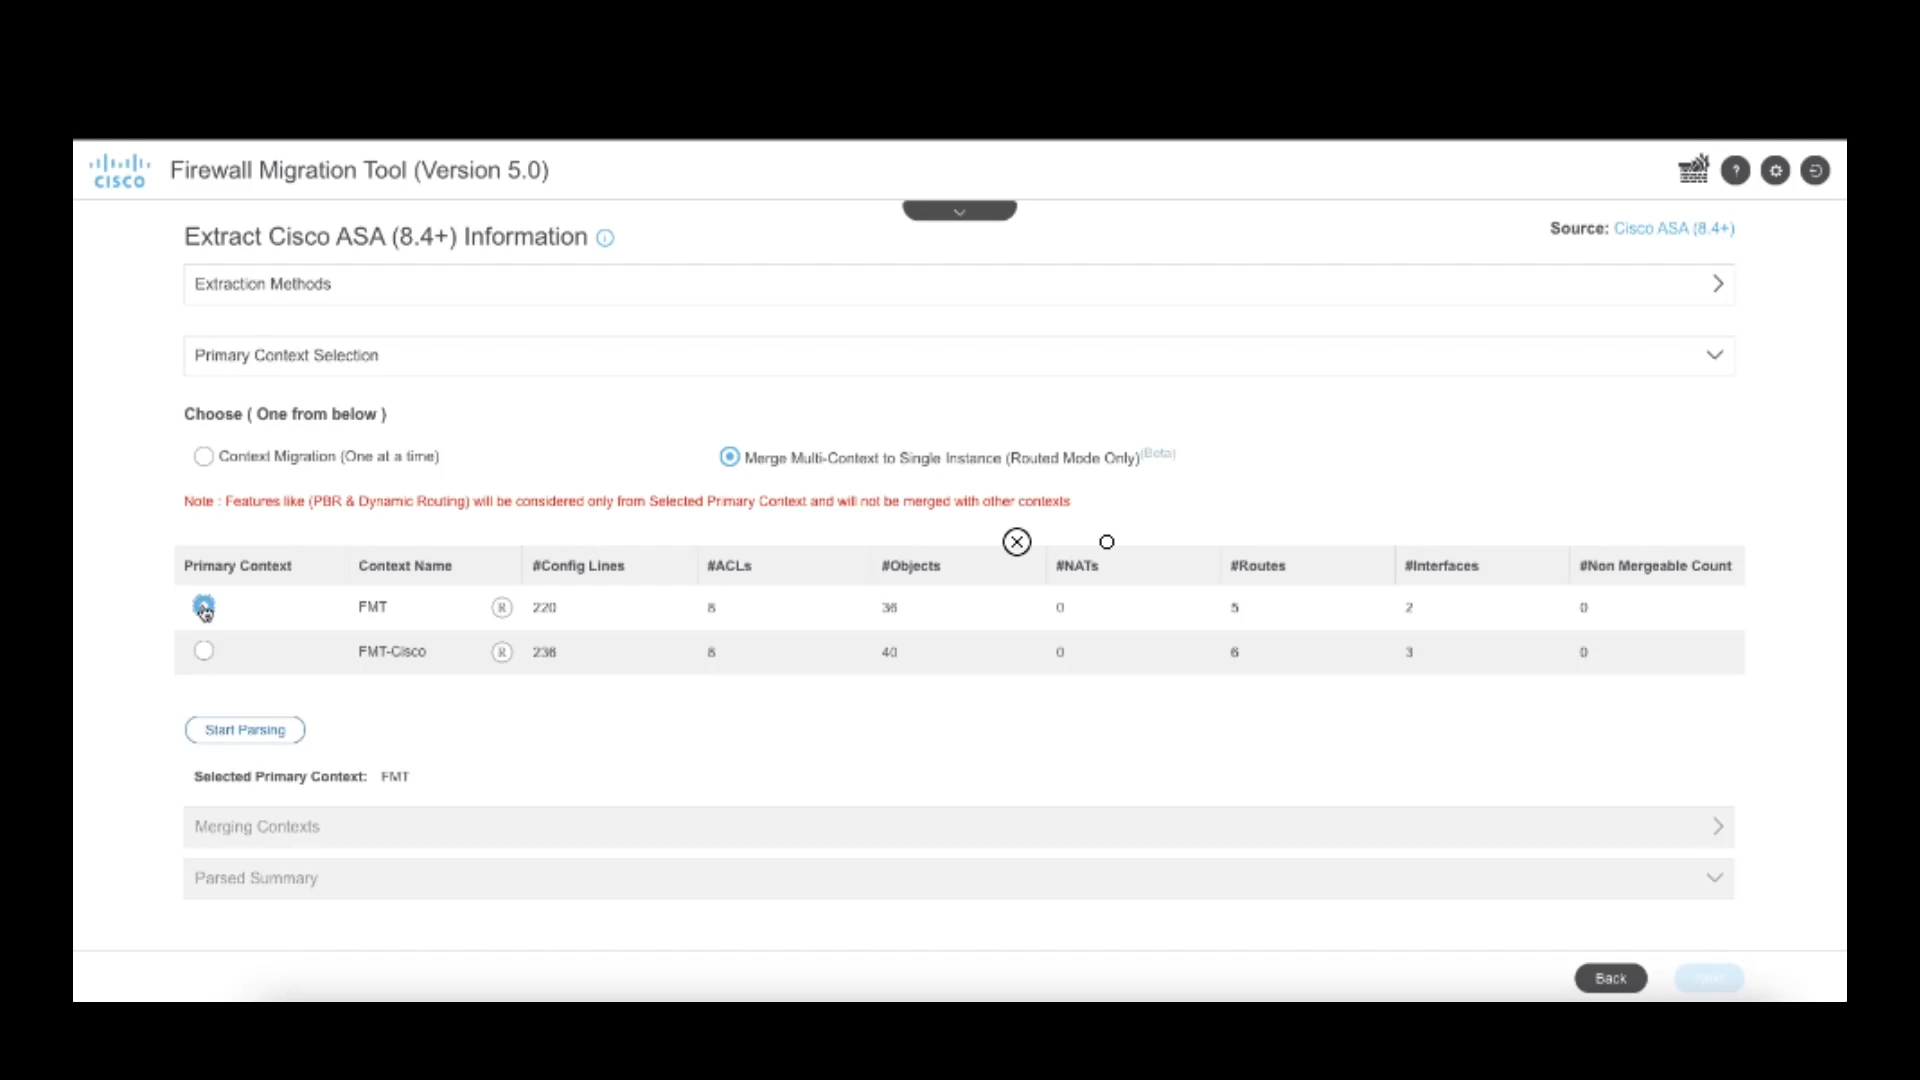 CISCO Firewall Migration Tool (Version 5.0) ?
Extract Cisco ASA (8.4+) Information i
Source: Cisco ASA (8.4+)
Extraction Methods
Primary Context Selection
Choose ( One from below )
Context Migration (One at a time) Merge Multi-Context to Single Instance (Routed Mode Only)(Beta)
Note : Features like (PBR & Dynamic Routing) will be considered only from Selected Primary Context and will not be merged with other contexts
Primary Context Context Name #Config Lines #ACLs #Objects #NATs #Routes #Interfaces #Non Mergeable Count
FMT R 220 8 36 0 5 2 0
FMT-Cisco R 236 8 40 0 6 3 0
Start Parsing
Selected Primary Context: FMT
Merging Contexts
Parsed Summary
Back